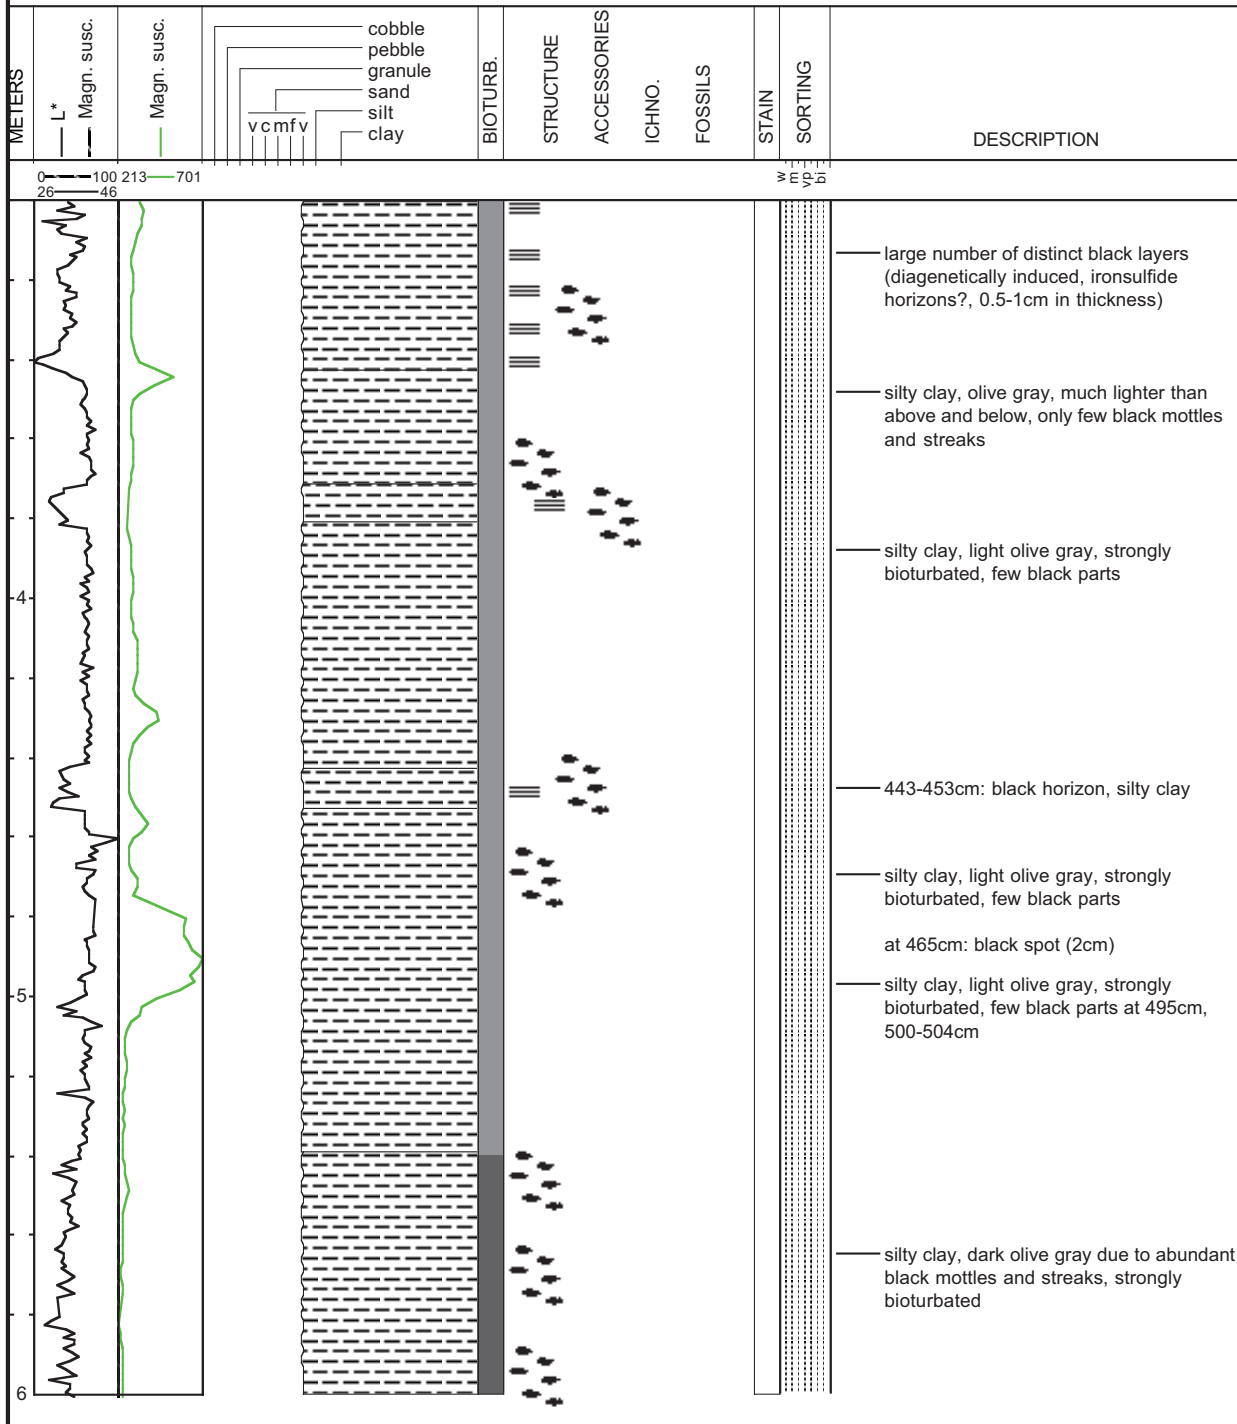 METERS
L*
Magn. susc.
Magn. susc.
cobble
pebble
granule
sand
silt
clay
v c m f v
BIOTURB.
STRUCTURE
ACCESSORIES
ICHNO.
FOSSILS
STAIN
SORTING
DESCRIPTION
0 100 213 701
26 46
w
m
vp
bi
large number of distinct black layers
(diagenetically induced, ironsulfide
horizons?, 0.5-1cm in thickness)
silty clay, olive gray, much lighter than
above and below, only few black mottles
and streaks
silty clay, light olive gray, strongly
bioturbated, few black parts
4
443-453cm: black horizon, silty clay
silty clay, light olive gray, strongly
bioturbated, few black parts
at 465cm: black spot (2cm)
5
silty clay, light olive gray, strongly
bioturbated, few black parts at 495cm,
500-504cm
silty clay, dark olive gray due to abundant
black mottles and streaks, strongly
bioturbated
6